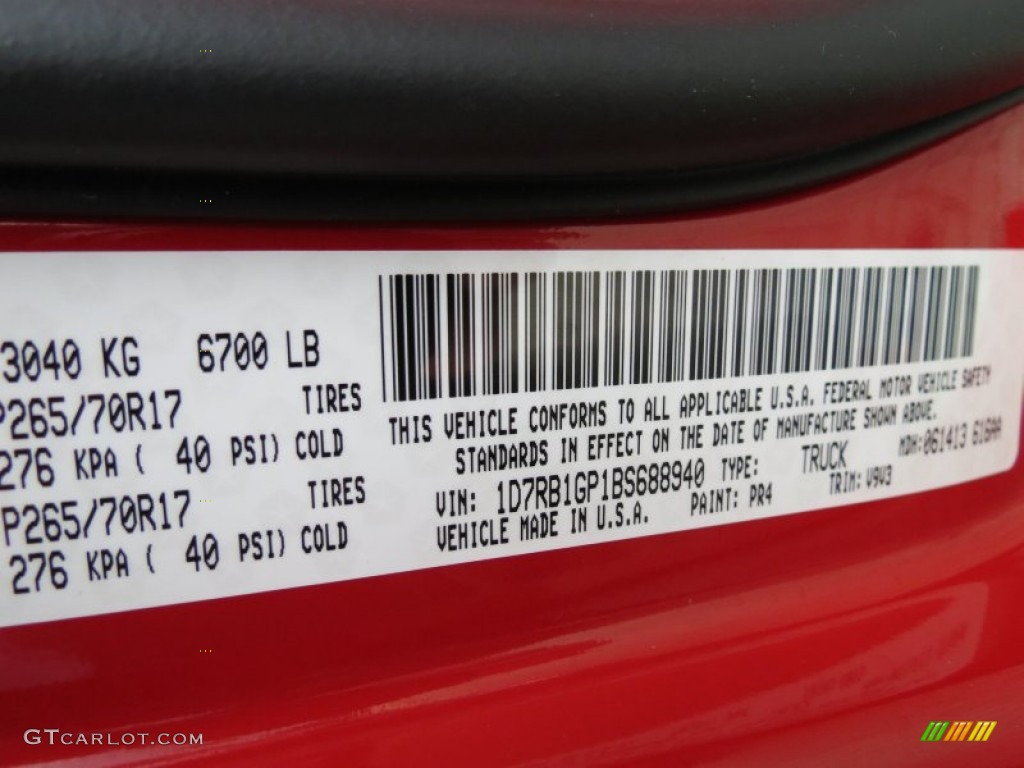 3040 KG 6700 LB
P265/70R17 TIRES
276 KPA ( 40 PSI) COLD
P265/70R17 TIRES
276 KPA ( 40 PSI) COLD
THIS VEHICLE CONFORMS TO ALL APPLICABLE U.S.A. FEDERAL MOTOR VEHICLE SAFETY
STANDARDS IN EFFECT ON THE DATE OF MANUFACTURE SHOWN ABOVE.
MDH: 061413 616AA
VIN: 1D7RB1GP1BS688940 TYPE: TRUCK
VEHICLE MADE IN U.S.A. PAINT: PR4 TRIM: V9V3
GTCARLOT.COM